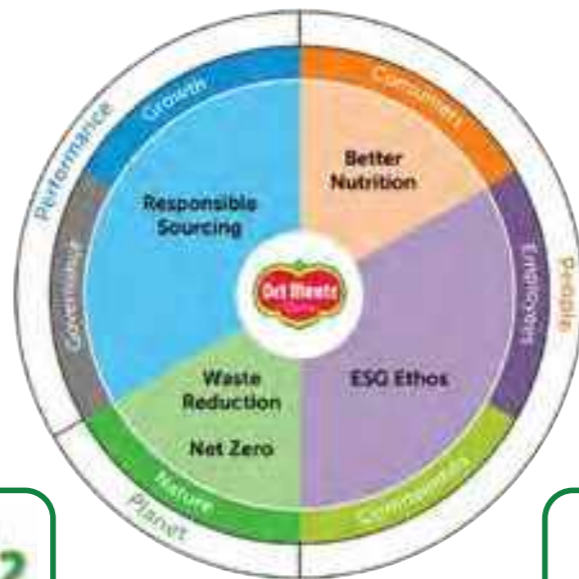 Performance
Growth
Governance
Responsible
Sourcing
Consumers
Better
Nutrition
Employees
People
Del Monte
ESG Ethos
Communities
Waste
Reduction
Net Zero
Nature
Planet
2